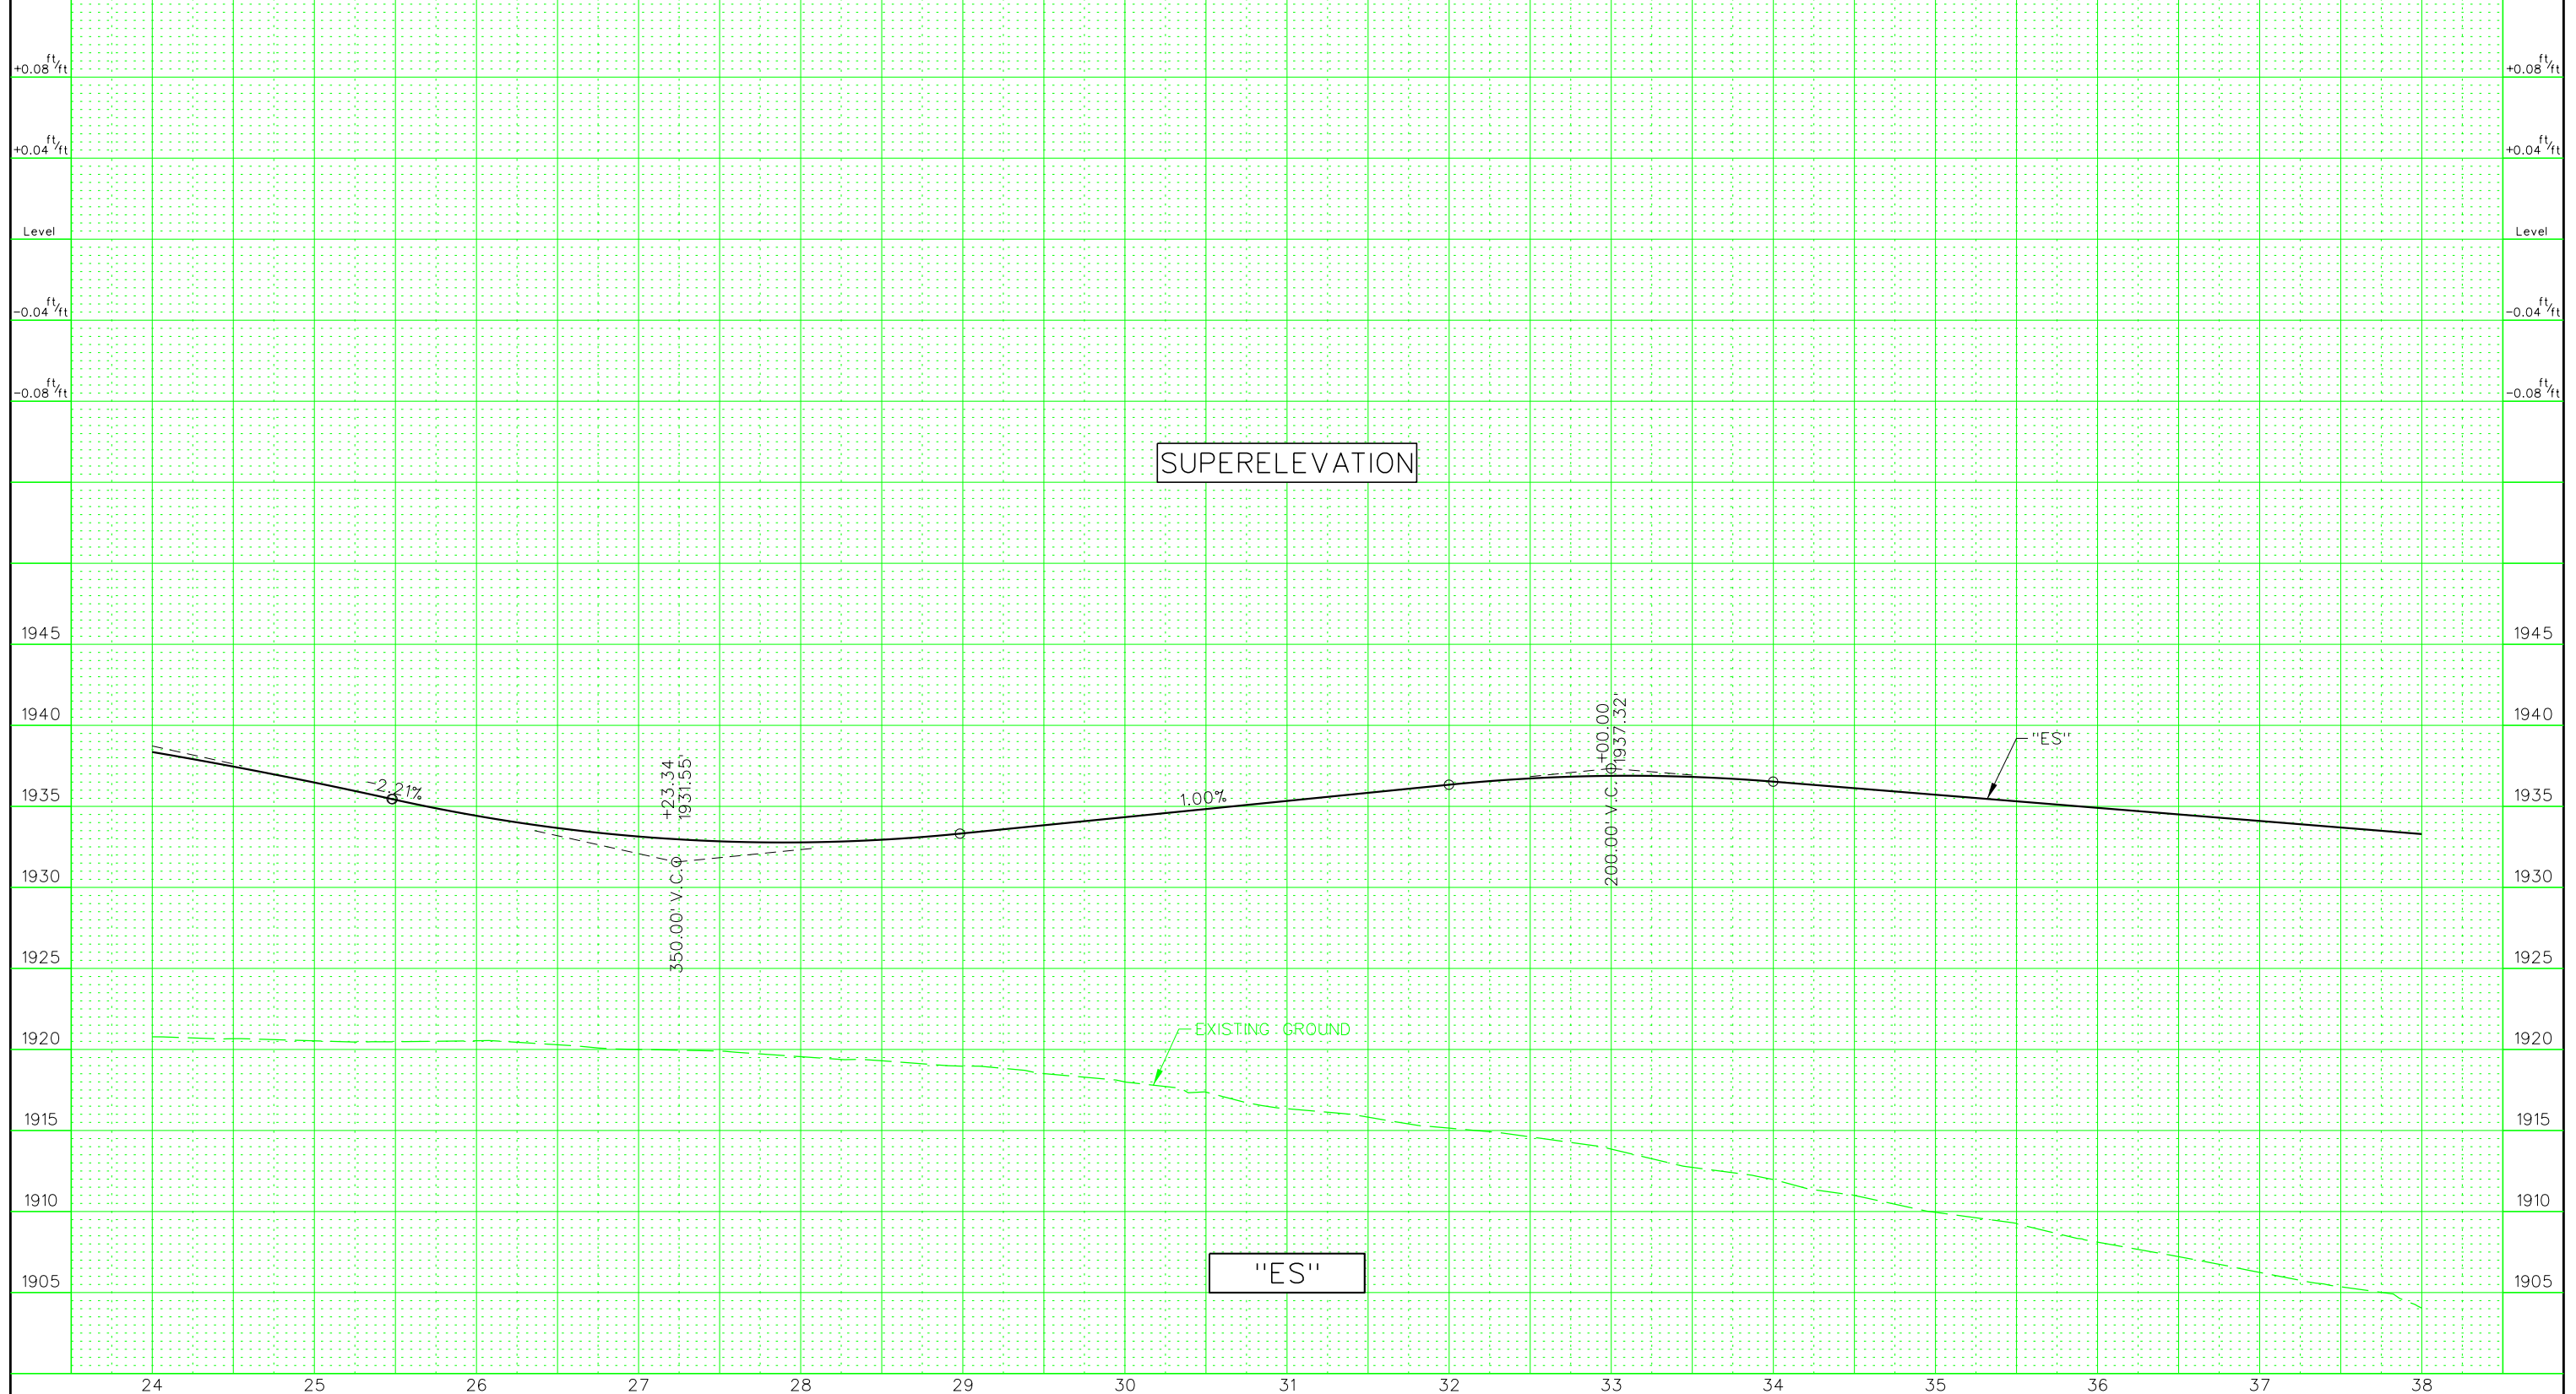 +0.08 ft/ft
+0.08 ft/ft
+0.04 ft/ft
+0.04 ft/ft
Level
Level
-0.04 ft/ft
-0.04 ft/ft
-0.08 ft/ft
-0.08 ft/ft
SUPERELEVATION
1945
1945
1940
1940
+00.00
1937.32'
"ES"
-2.21%
+23.34
1931.55'
1.00%
1935
1935
200.00' V.C.
1930
1930
350.00' V.C.
1925
1925
1920
1920
EXISTING GROUND
1915
1915
1910
1910
"ES"
1905
1905
24 25 26 27 28 29 30 31 32 33 34 35 36 37 38